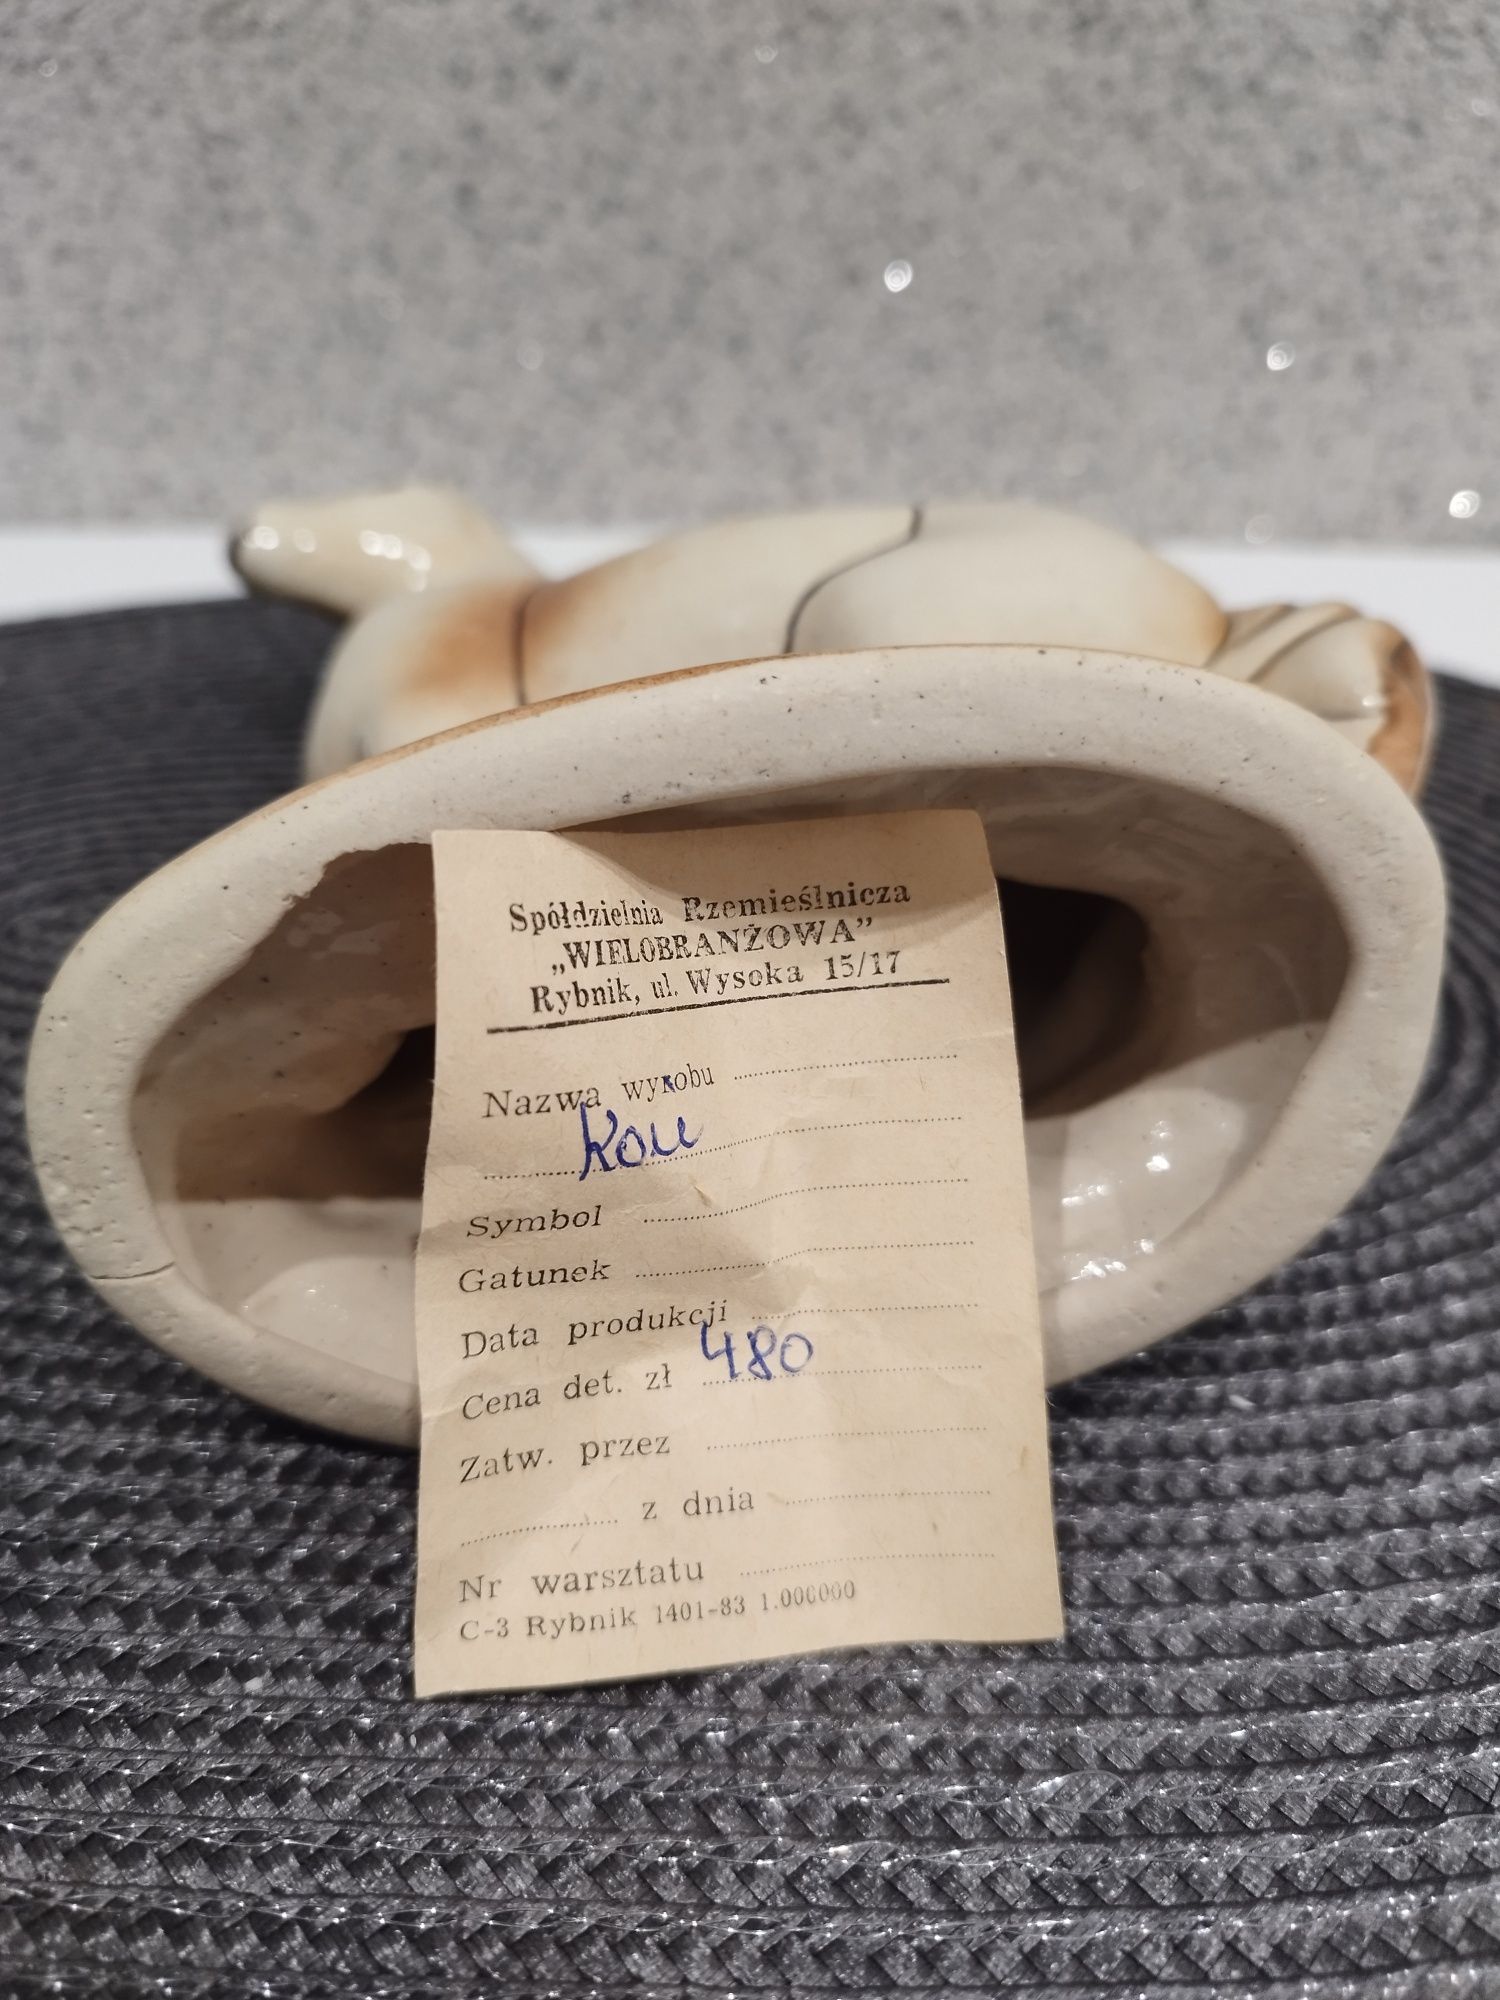 Spółdzielnia Rzemieślnicza
„WIELOBRANŻOWA”
Rybnik, ul. Wysoka 15/17
Nazwa wyrobu
Koń
Symbol
Gatunek
Data produkcji
Cena det. zł 480
Zatw. przez
z dnia
Nr warsztatu
C-3 Rybnik 1401-83 1.000000